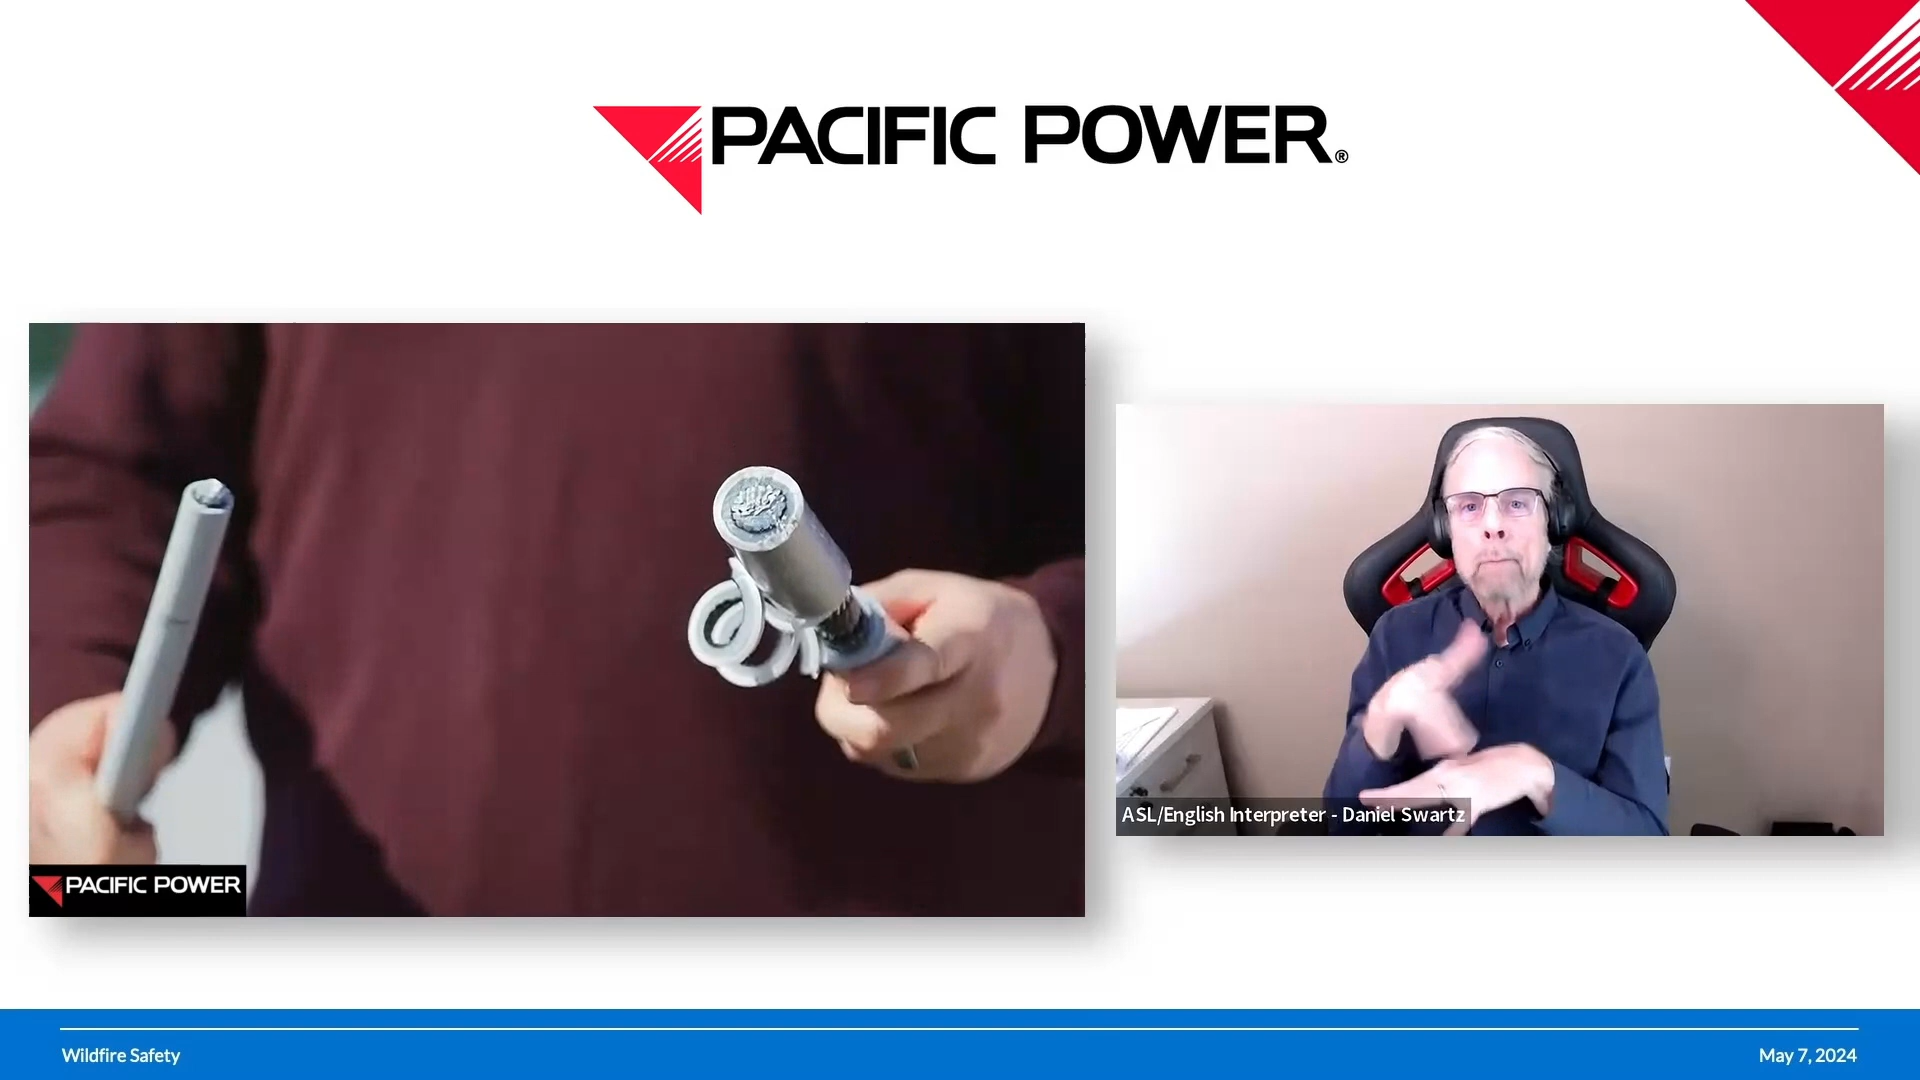 PACIFIC POWER®
PACIFIC POWER
ASL/English Interpreter - Daniel Swartz
Wildfire Safety
May 7, 2024